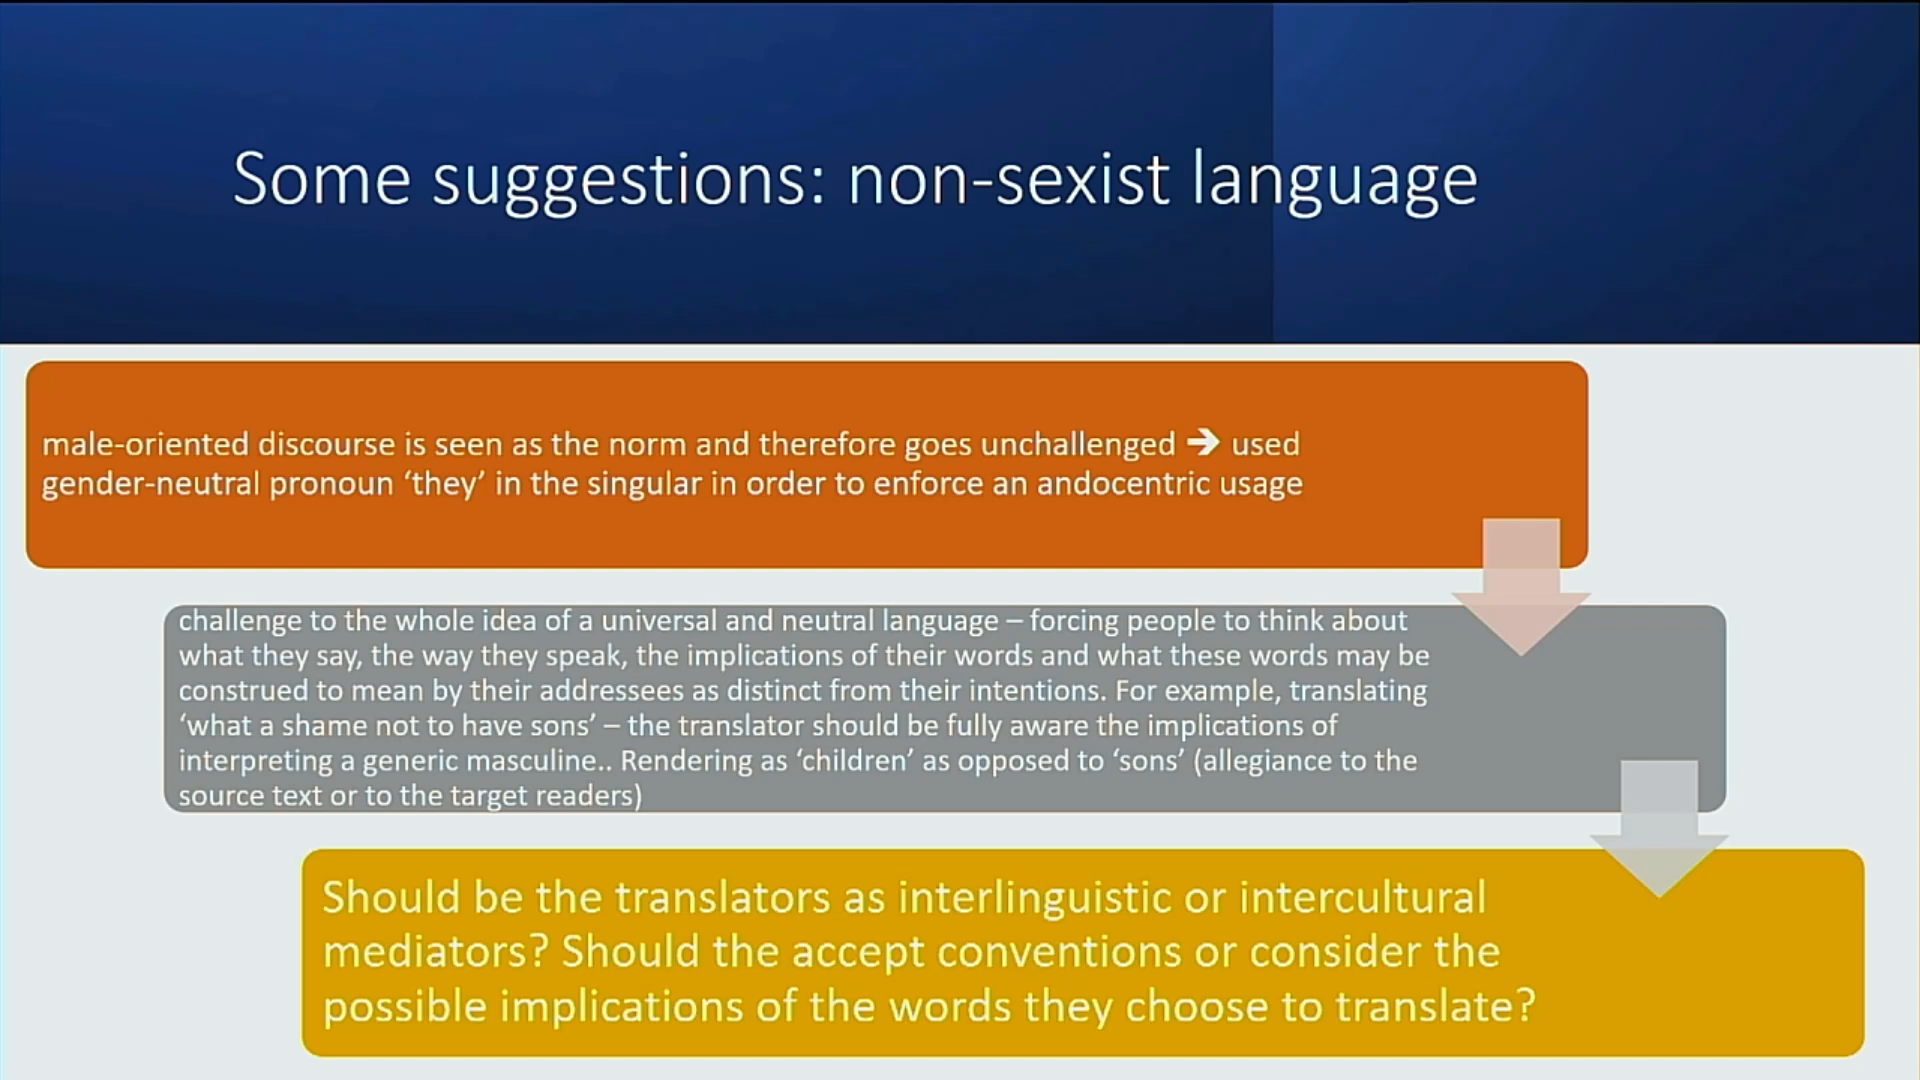 Some suggestions: non-sexist language
male-oriented discourse is seen as the norm and therefore goes unchallenged ➔ used
gender-neutral pronoun ‘they’ in the singular in order to enforce an andocentric usage
challenge to the whole idea of a universal and neutral language – forcing people to think about
what they say, the way they speak, the implications of their words and what these words may be
construed to mean by their addressees as distinct from their intentions. For example, translating
‘what a shame not to have sons’ – the translator should be fully aware the implications of
interpreting a generic masculine.. Rendering as ‘children’ as opposed to ‘sons’ (allegiance to the
source text or to the target readers)
Should be the translators as interlinguistic or intercultural
mediators? Should the accept conventions or consider the
possible implications of the words they choose to translate?